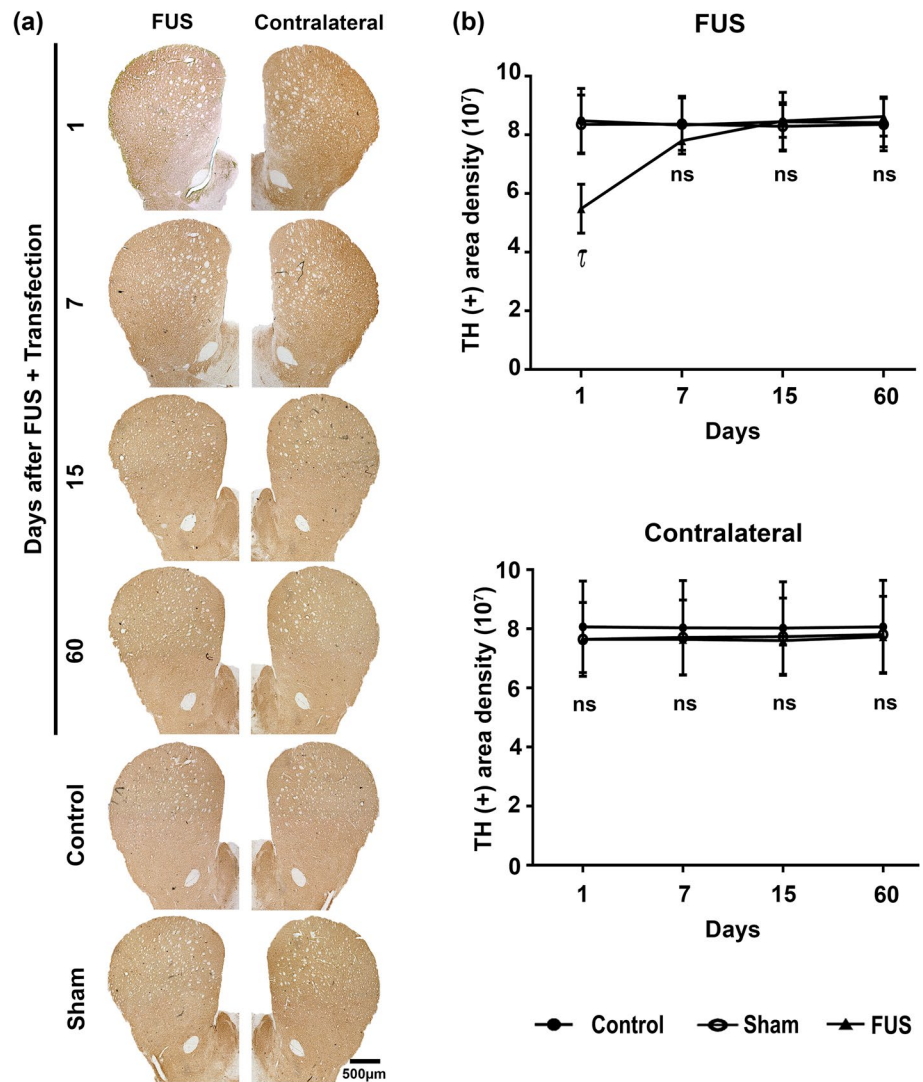 (a)
FUS Contralateral
Days after FUS + Transfection
1
7
15
60
Control
Sham
500µm
(b)
FUS
TH (+) area density (10⁷)
10
8
6
4
2
0
τ
ns ns ns
1 7 15 60
Days
Contralateral
TH (+) area density (10⁷)
10
8
6
4
2
0
ns ns ns ns
1 7 15 60
Days
Control Sham FUS